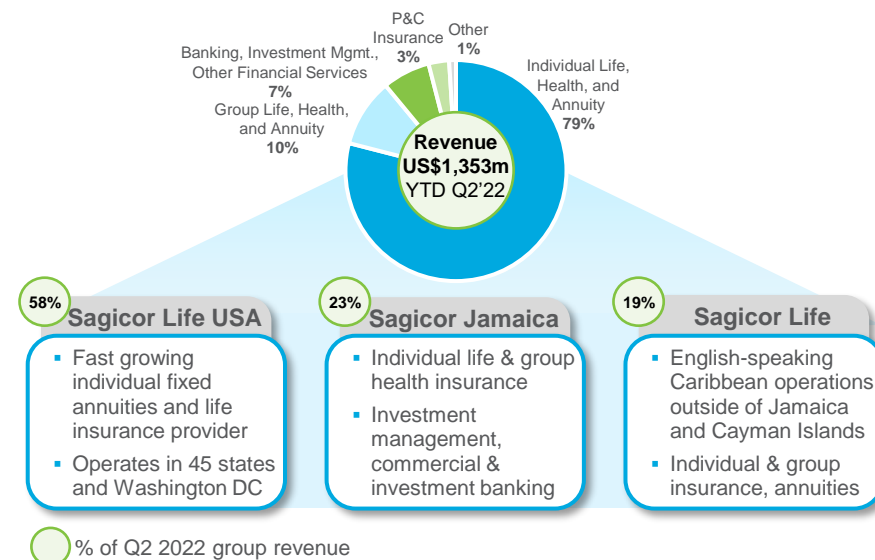 P&C
Insurance
3%
Other
1%
Banking, Investment Mgmt.,
Other Financial Services
7%
Group Life, Health,
and Annuity
10%
Individual Life,
Health, and
Annuity
79%
Revenue
US$1,353m
YTD Q2'22
58%
Sagicor Life USA
▪ Fast growing
individual fixed
annuities and life
insurance provider
▪ Operates in 45 states
and Washington DC
23%
Sagicor Jamaica
▪ Individual life & group
health insurance
▪ Investment
management,
commercial &
investment banking
19%
Sagicor Life
▪ English-speaking
Caribbean operations
outside of Jamaica
and Cayman Islands
▪ Individual & group
insurance, annuities
% of Q2 2022 group revenue